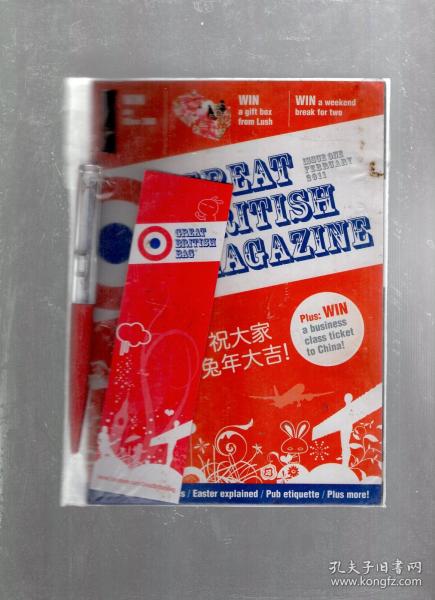 WIN
a gift box
from Lush
WIN a weekend
break for two
GREAT
BRITISH
MAGAZINE
ISSUE ONE
FEBRUARY
2011
GREAT
BRITISH
BAG
Plus: WIN
a business
class ticket
to China!
祝大家
兔年大吉!
/ Easter explained / Pub etiquette / Plus more!
孔夫子旧书网
www.kongfz.com